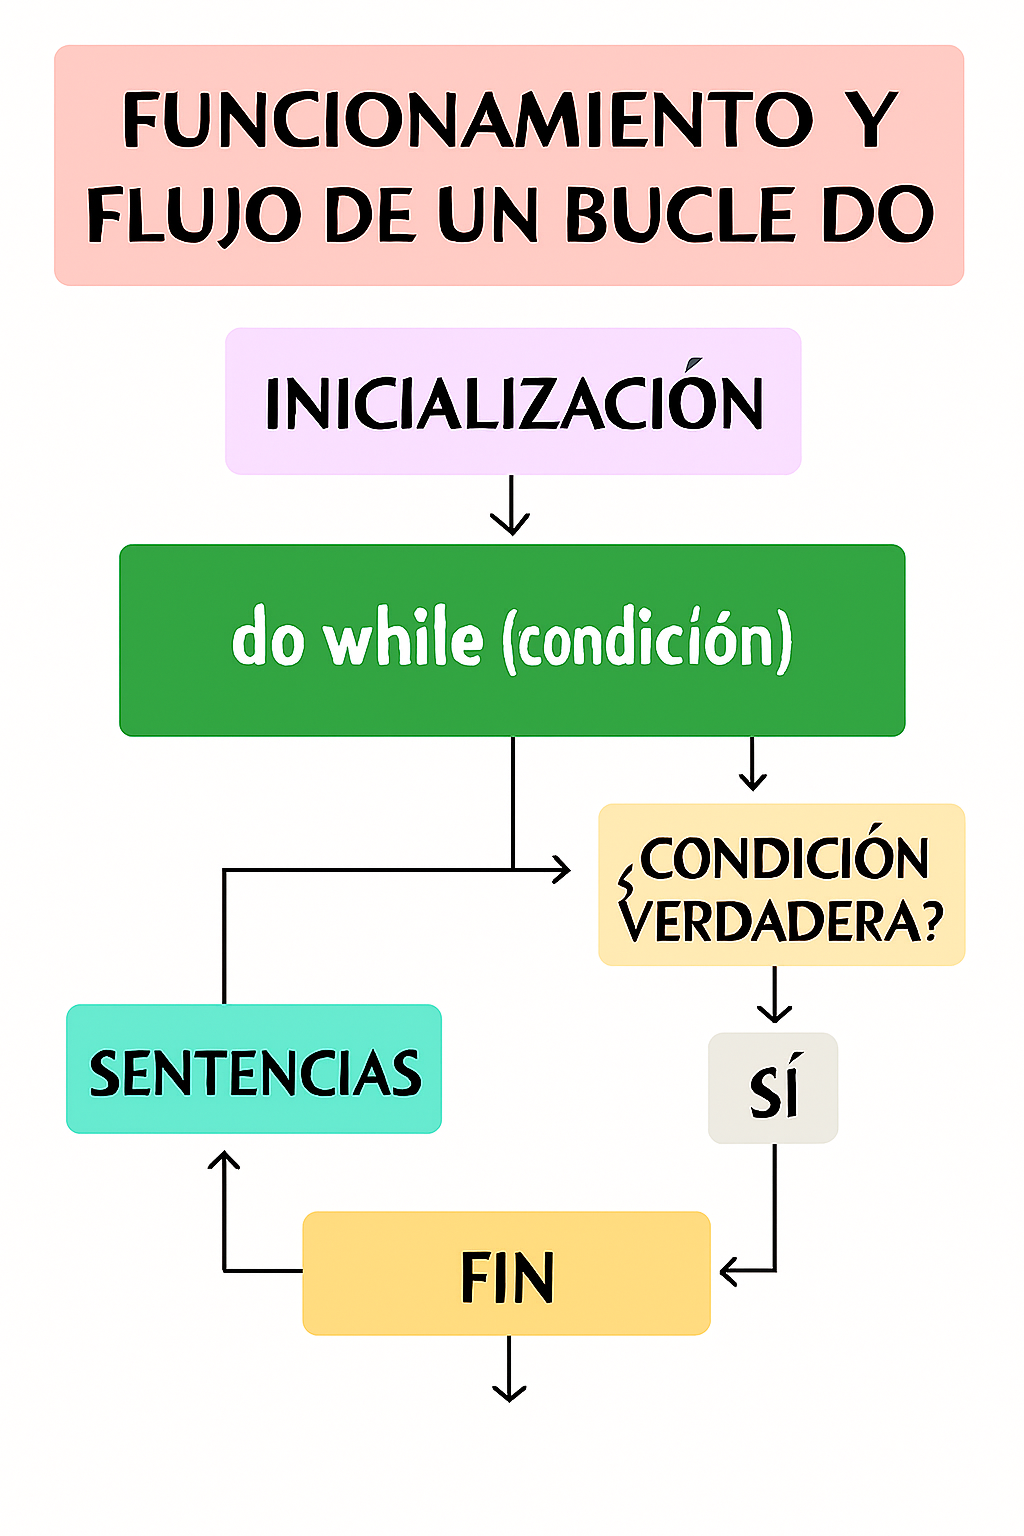 FUNCIONAMIENTO Y
FLUJO DE UN BUCLE DO
INICIALIZACIÓN
do while (condición)
¿CONDICIÓN
VERDADERA?
SENTENCIAS
SÍ
FIN